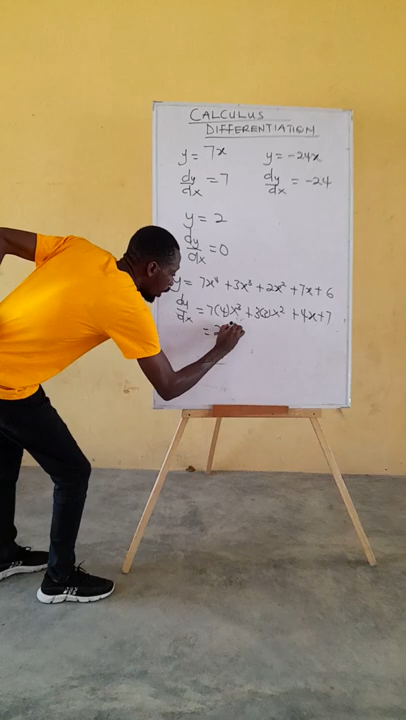 CALCULUS
DIFFERENTIATION
y = 7x y = -24x
dy/dx = 7 dy/dx = -24
y = 2
dy/dx = 0
y = 7x⁴ + 3x³ + 2x² + 7x + 6
dy/dx = 7(4)x³ + 3(3)x² + 4x + 7
= 2